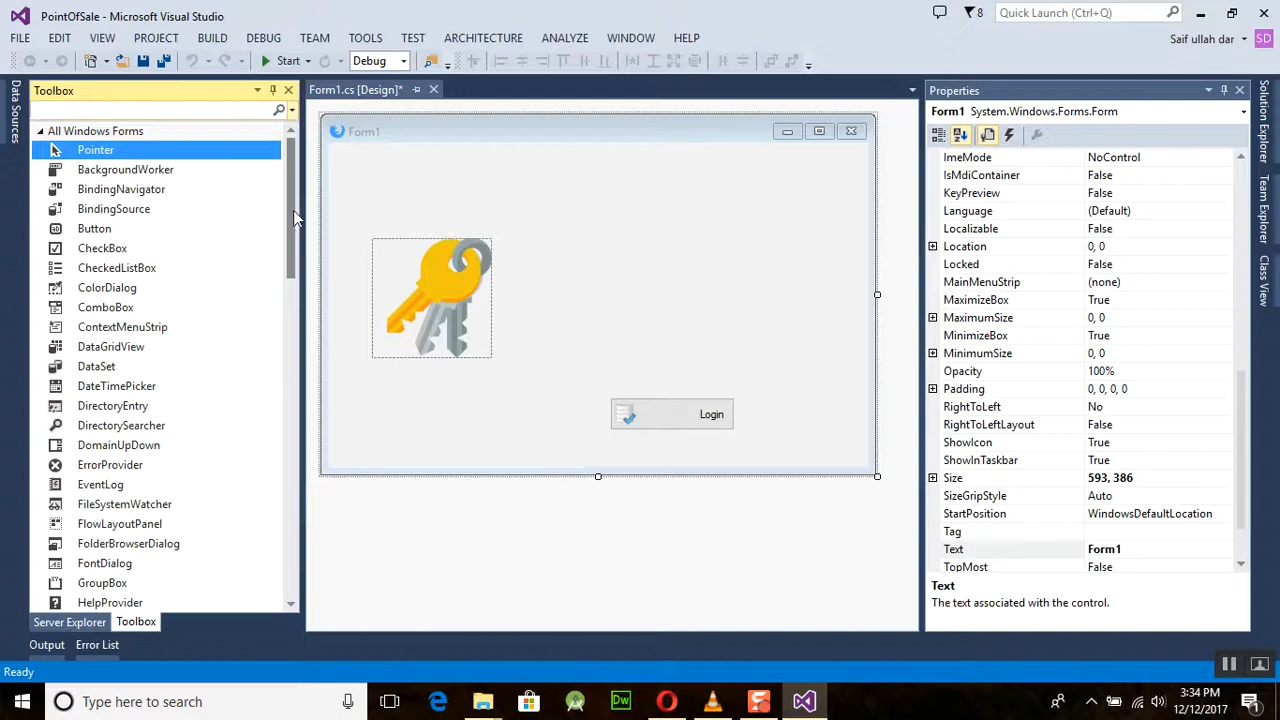 PointOfSale - Microsoft Visual Studio
8
Quick Launch (Ctrl+Q)
FILE EDIT VIEW PROJECT BUILD DEBUG TEAM TOOLS TEST ARCHITECTURE ANALYZE WINDOW HELP
Saif ullah dar SD
Start Debug
Data Sources
Toolbox
All Windows Forms
Pointer
BackgroundWorker
BindingNavigator
BindingSource
Button
CheckBox
CheckedListBox
ColorDialog
ComboBox
ContextMenuStrip
DataGridView
DataSet
DateTimePicker
DirectoryEntry
DirectorySearcher
DomainUpDown
ErrorProvider
EventLog
FileSystemWatcher
FlowLayoutPanel
FolderBrowserDialog
FontDialog
GroupBox
HelpProvider
Server Explorer Toolbox
Output Error List
Form1.cs [Design]*
Form1
Login
Properties
Form1 System.Windows.Forms.Form
ImeMode NoControl
IsMdiContainer False
KeyPreview False
Language (Default)
Localizable False
Location 0, 0
Locked False
MainMenuStrip (none)
MaximizeBox True
MaximumSize 0, 0
MinimizeBox True
MinimumSize 0, 0
Opacity 100%
Padding 0, 0, 0, 0
RightToLeft No
RightToLeftLayout False
ShowIcon True
ShowInTaskbar True
Size 593, 386
SizeGripStyle Auto
StartPosition WindowsDefaultLocation
Tag
Text Form1
TopMost False
Text
The text associated with the control.
Solution Explorer
Team Explorer
Class View
Ready
Type here to search
Dw
3:34 PM
12/12/2017
1